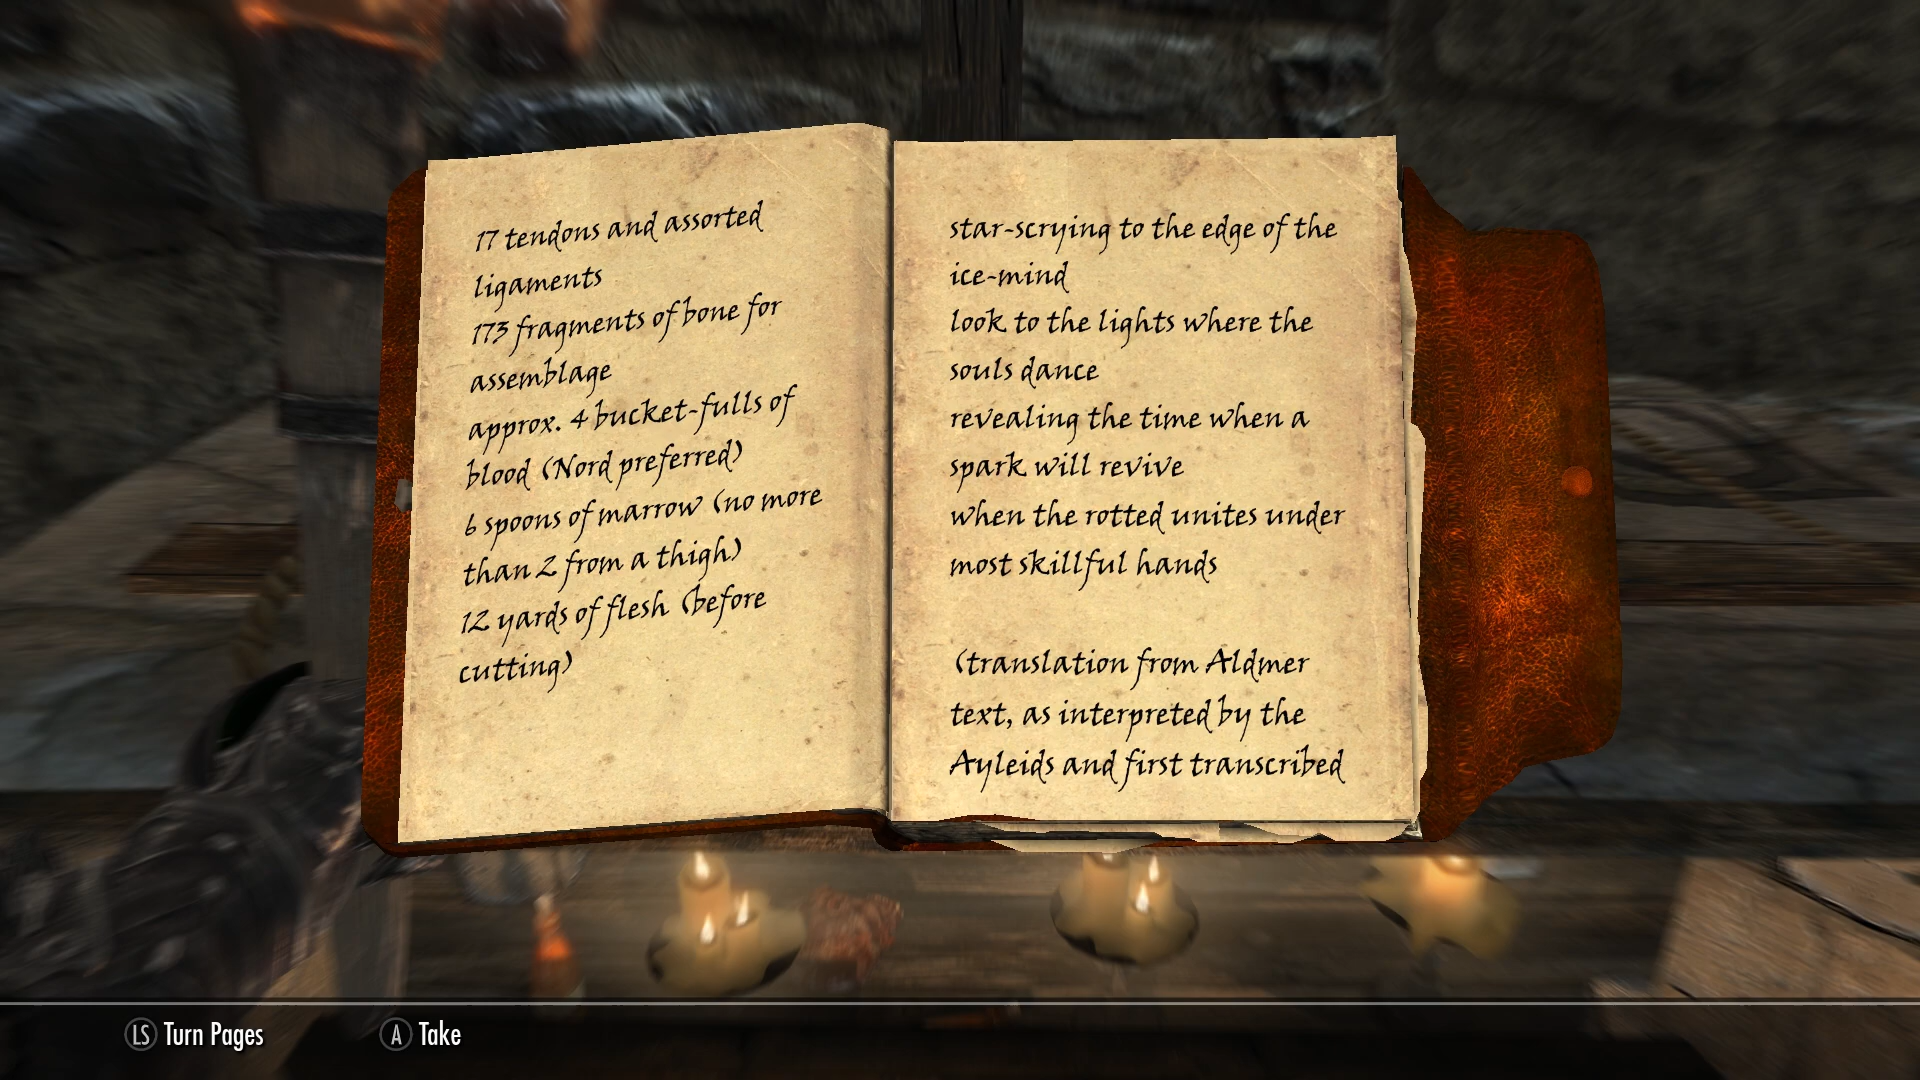 17 tendons and assorted
ligaments
173 fragments of bone for
assemblage
approx. 4 bucket-fulls of
blood (Nord preferred)
6 spoons of marrow (no more
than 2 from a thigh)
12 yards of flesh (before
cutting)
star-scrying to the edge of the
ice-mind
look to the lights where the
souls dance
revealing the time when a
spark will revive
when the rotted unites under
most skillful hands
(translation from Aldmer
text, as interpreted by the
Ayleids and first transcribed
LS Turn Pages
A Take